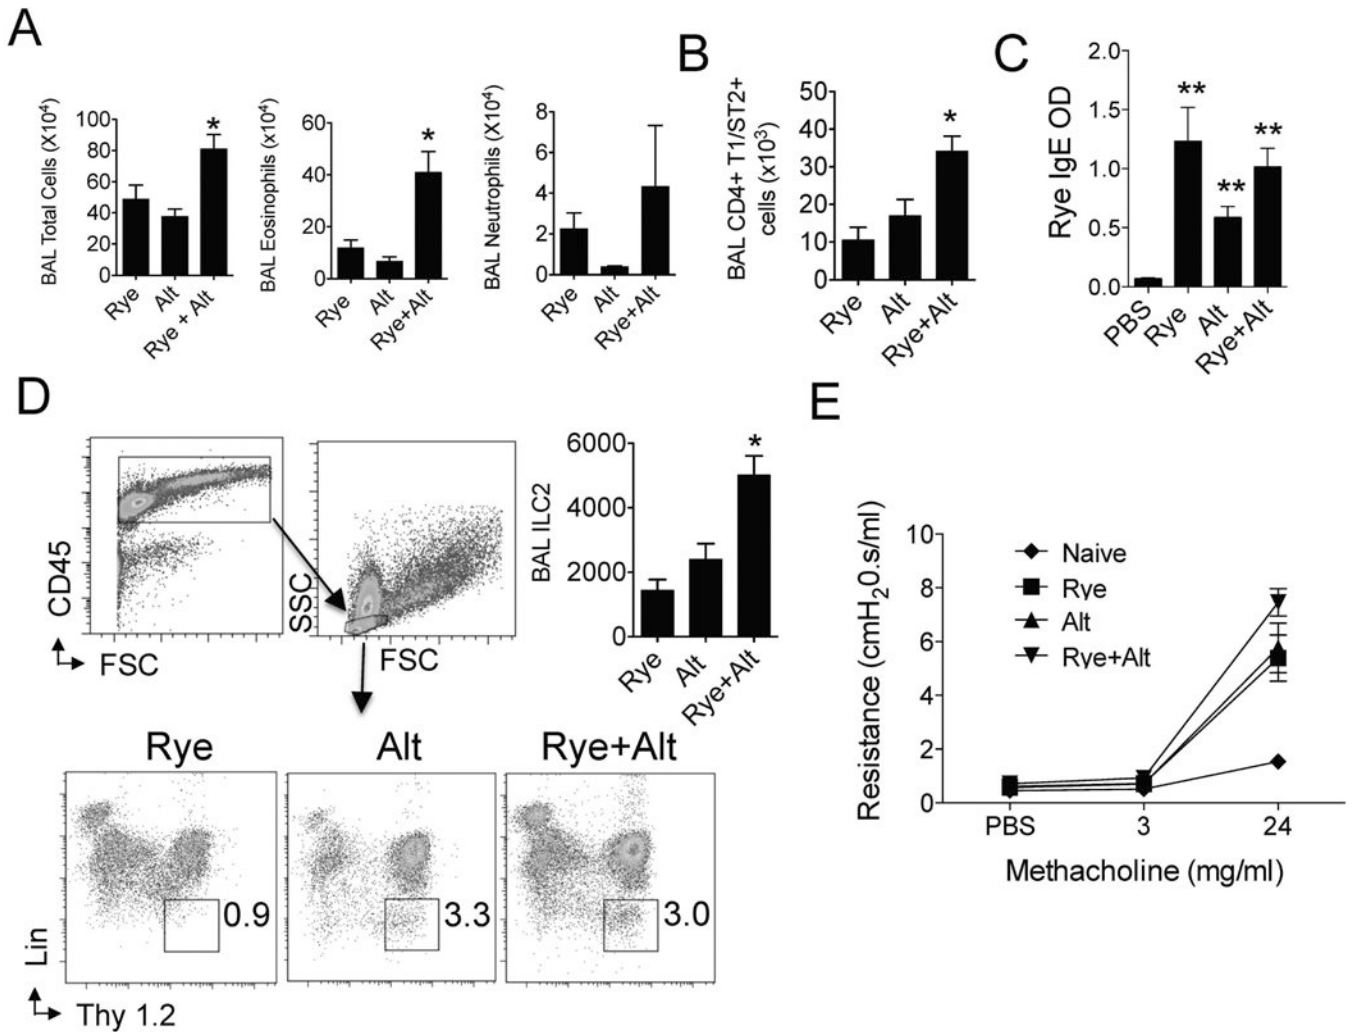 A
BAL Total Cells (X10⁴)
100
80
60
40
20
0
*
Rye
Alt
Rye + Alt
BAL Eosinophils (x10⁴)
60
40
20
0
*
Rye
Alt
Rye+Alt
BAL Neutrophils (X10⁴)
8
6
4
2
0
Rye
Alt
Rye+Alt
B
BAL CD4+ T1/ST2+
cells (x10³)
50
40
30
20
10
0
*
Rye
Alt
Rye+Alt
C
Rye IgE OD
2.0
1.5
1.0
0.5
0.0
**
**
**
PBS
Rye
Alt
Rye+Alt
D
CD45
FSC
SSC
FSC
BAL ILC2
6000
4000
2000
0
*
Rye
Alt
Rye+Alt
Rye
Alt
Rye+Alt
0.9
3.3
3.0
Lin
Thy 1.2
E
Resistance (cmH₂0.s/ml)
10
8
6
4
2
0
Naive
Rye
Alt
Rye+Alt
PBS
3
24
Methacholine (mg/ml)